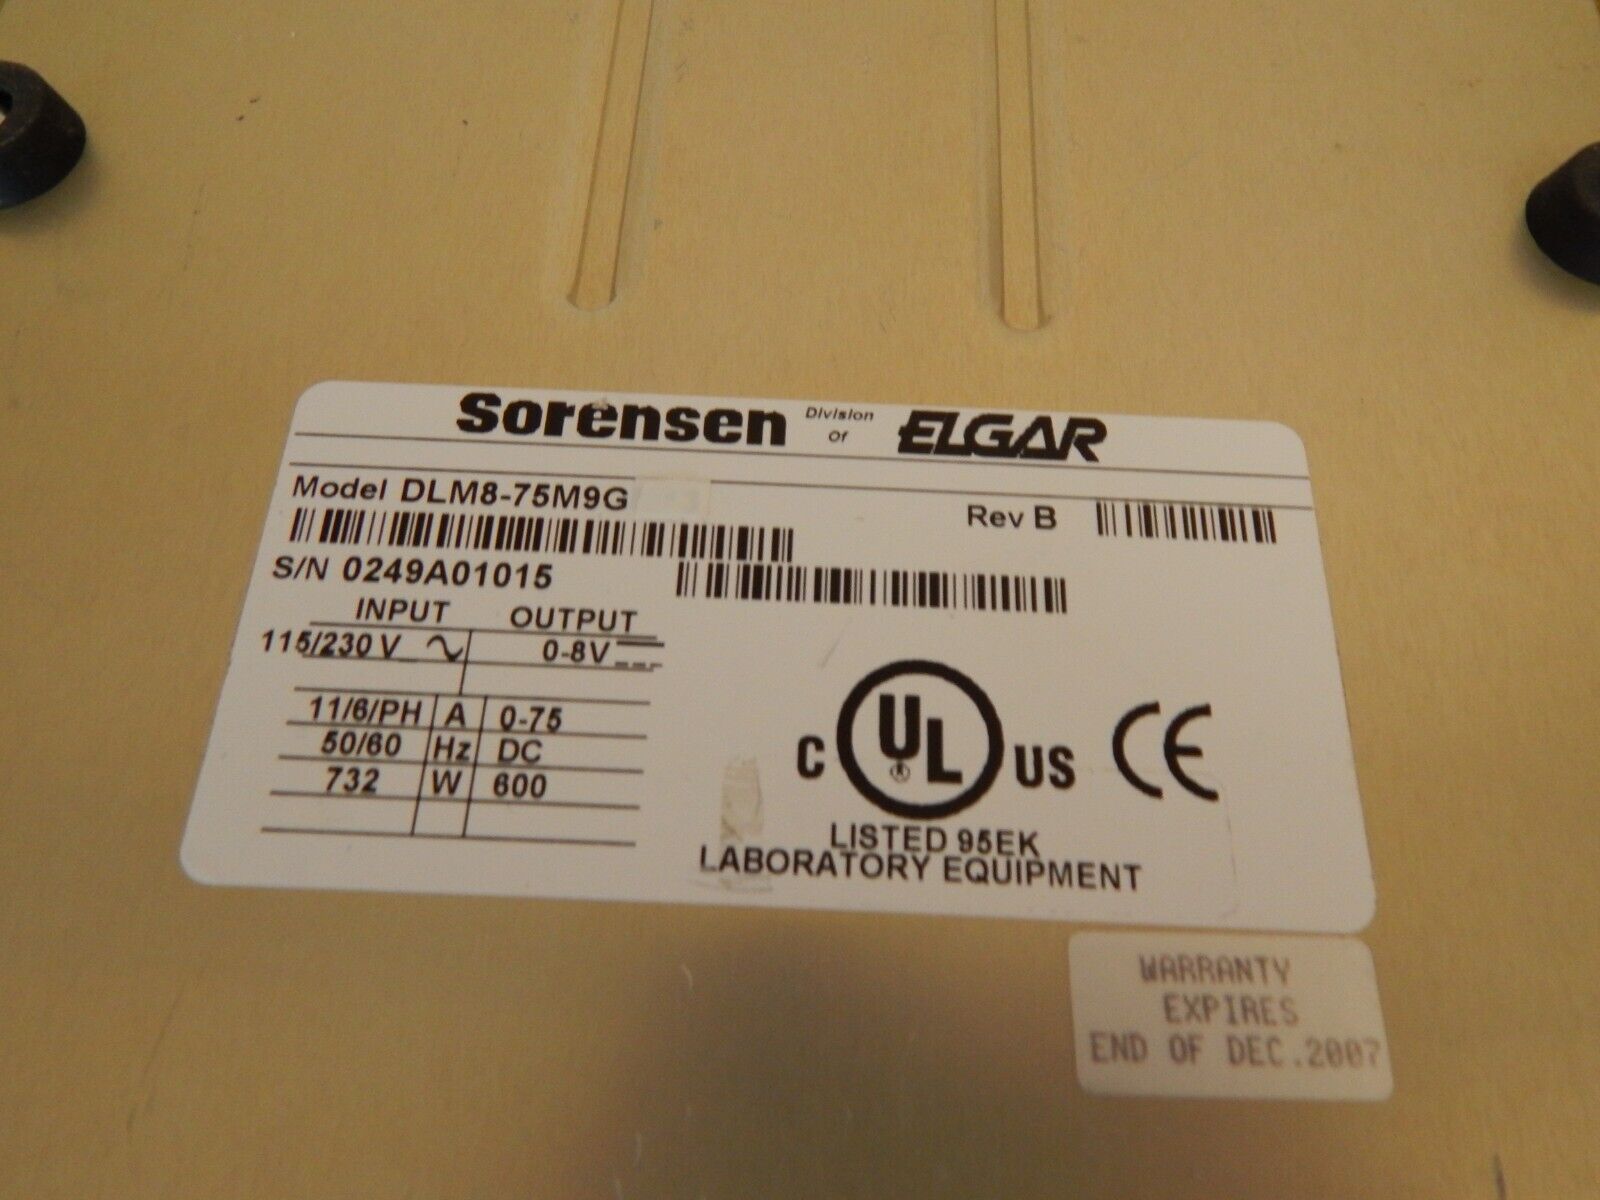 Sorensen Division Of ELGAR
Model DLM8-75M9G
Rev B
S/N 0249A01015
INPUT OUTPUT
115/230 V 0-8V
11/6/PH A 0-75
50/60 Hz DC
732 W 600
C UL ® US CE
LISTED 95EK
LABORATORY EQUIPMENT
WARRANTY
EXPIRES
END OF DEC.2007